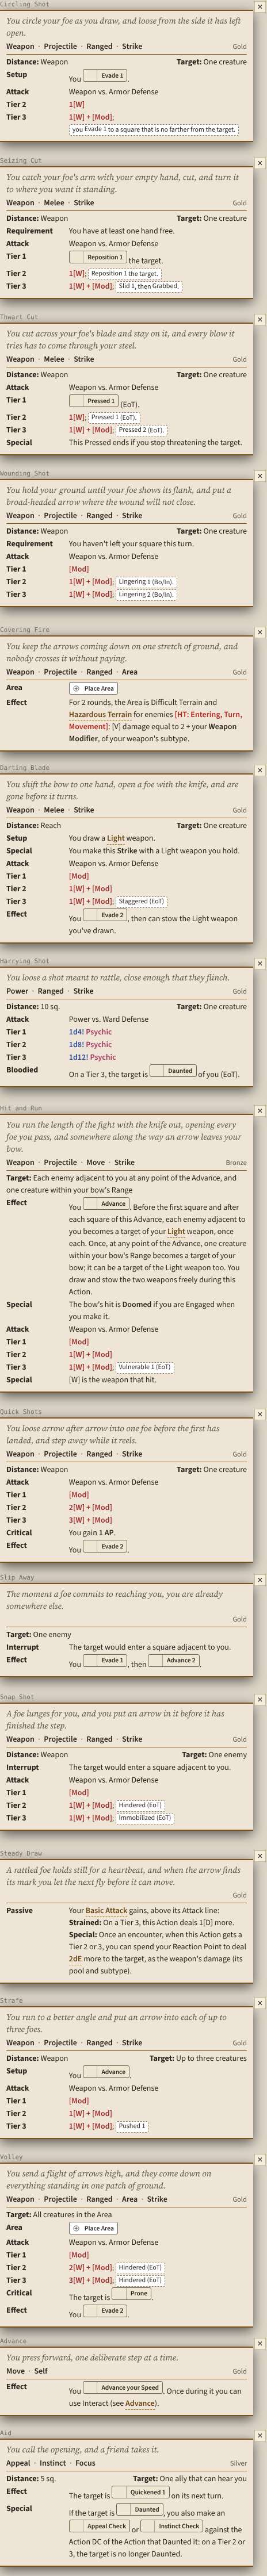 Circling Shot
You circle your foe as you draw, and loose from the side it has left
open.
Weapon · Projectile · Ranged · Strike Gold
Distance: Weapon Target: One creature
Setup You Evade 1 .
Attack Weapon vs. Armor Defense
Tier 2 1[W]
Tier 3 1[W] + [Mod];
you Evade 1 to a square that is no farther from the target.
Seizing Cut
You catch your foe's arm with your empty hand, cut, and turn it
to where you want it standing.
Weapon · Melee · Strike Gold
Distance: Weapon Target: One creature
Requirement You have at least one hand free.
Attack Weapon vs. Armor Defense
Tier 1 Reposition 1 the target.
Tier 2 1[W]; Reposition 1 the target.
Tier 3 1[W] + [Mod]; Slid 1, then Grabbed.
Thwart Cut
You cut across your foe's blade and stay on it, and every blow it
tries has to come through your steel.
Weapon · Melee · Strike Gold
Distance: Weapon Target: One creature
Attack Weapon vs. Armor Defense
Tier 1 Pressed 1 (EoT).
Tier 2 1[W]; Pressed 1 (EoT).
Tier 3 1[W] + [Mod]; Pressed 2 (EoT).
Special This Pressed ends if you stop threatening the target.
Wounding Shot
You hold your ground until your foe shows its flank, and put a
broad-headed arrow where the wound will not close.
Weapon · Projectile · Ranged · Strike Gold
Distance: Weapon Target: One creature
Requirement You haven't left your square this turn.
Attack Weapon vs. Armor Defense
Tier 1 [Mod]
Tier 2 1[W] + [Mod]; Lingering 1 (Bo/In).
Tier 3 1[W] + [Mod]; Lingering 2 (Bo/In).
Covering Fire
You keep the arrows coming down on one stretch of ground, and
nobody crosses it without paying.
Weapon · Projectile · Ranged · Area Gold
Area Place Area
Effect For 2 rounds, the Area is Difficult Terrain and
Hazardous Terrain for enemies [HT: Entering, Turn,
Movement]: [V] damage equal to 2 + your Weapon
Modifier, of your weapon's subtype.
Darting Blade
You shift the bow to one hand, open a foe with the knife, and are
gone before it turns.
Weapon · Melee · Strike Gold
Distance: Reach Target: One creature
Setup You draw a Light weapon.
Special You make this Strike with a Light Weapon you hold.
Attack Weapon vs. Armor Defense
Tier 1 [Mod]
Tier 2 1[W] + [Mod]
Tier 3 1[W] + [Mod]; Staggered (EoT)
Effect You Evade 2 , then can stow the Light weapon
you've drawn.
Harrying Shot
You loose a shot meant to rattle, close enough that they flinch.
Power · Ranged · Strike Gold
Distance: 10 sq. Target: One creature
Attack Power vs. Ward Defense
Tier 1 1d4! Psychic
Tier 2 1d8! Psychic
Tier 3 1d12! Psychic
Bloodied On a Tier 3, the target is Daunted of you (EoT).
Hit and Run
You run the length of the fight with the knife out, opening every
foe you pass, and somewhere along the way an arrow leaves your
bow.
Weapon · Projectile · Move · Strike Bronze
Target: Each enemy adjacent to you at any point of the Advance, and
one creature within your bow's Range
Effect You Advance . Before the first square and after
each square of this Advance, each enemy adjacent to
you becomes a target of your Light weapon, once
each. Once, at any point of the Advance, one creature
within your bow's Range becomes a target of your
bow; it can be a target of the Light weapon too. You
draw and stow the two weapons freely during this
Action.
Special The bow's hit is Doomed if you are Engaged when
you make it.
Attack Weapon vs. Armor Defense
Tier 1 [Mod]
Tier 2 1[W] + [Mod]
Tier 3 1[W] + [Mod]; Vulnerable 1 (EoT)
Special [W] is the weapon that hit.
Quick Shots
You loose arrow after arrow into one foe before the first has
landed, and step away while it reels.
Weapon · Projectile · Ranged · Strike Gold
Distance: Weapon Target: One creature
Attack Weapon vs. Armor Defense
Tier 1 [Mod]
Tier 2 2[W] + [Mod]
Tier 3 3[W] + [Mod]
Critical You gain 1 AP.
Effect You Evade 2 .
Slip Away
The moment a foe commits to reaching you, you are already
somewhere else.
Gold
Target: One enemy
Interrupt The target would enter a square adjacent to you.
Effect You Evade 1 , then Advance 2 .
Snap Shot
A foe lunges for you, and you put an arrow in it before it has
finished the step.
Weapon · Projectile · Ranged · Strike Gold
Distance: Weapon Target: One enemy
Interrupt The target would enter a square adjacent to you.
Attack Weapon vs. Armor Defense
Tier 1 [Mod]
Tier 2 1[W] + [Mod]; Hindered (EoT)
Tier 3 1[W] + [Mod]; Immobilized (EoT)
Steady Draw
A rattled foe holds still for a heartbeat, and when the arrow finds
its mark you let the next fly before it can move.
Gold
Passive Your Basic Attack gains, above its Attack line:
Strained: On a Tier 3, this Action deals 1[D] more.
Special: Once an encounter, when this Action gets a
Tier 2 or 3, you can spend your Reaction Point to deal
2dE more to the target, as the weapon's damage (its
pool and subtype).
Strafe
You run to a better angle and put an arrow into each of up to
three foes.
Weapon · Projectile · Ranged · Strike Gold
Distance: Weapon Target: Up to three creatures
Setup You Advance .
Attack Weapon vs. Armor Defense
Tier 1 [Mod]
Tier 2 1[W] + [Mod]
Tier 3 1[W] + [Mod]; Pushed 1
Volley
You send a flight of arrows high, and they come down on
everything standing in one patch of ground.
Weapon · Projectile · Ranged · Area · Strike Gold
Target: All creatures in the Area
Area Place Area
Attack Weapon vs. Armor Defense
Tier 1 [Mod]
Tier 2 2[W] + [Mod]; Hindered (EoT)
Tier 3 3[W] + [Mod]; Hindered (EoT)
Critical The target is Prone .
Effect You Evade 2 .
Advance
You press forward, one deliberate step at a time.
Move · Self
Effect You Advance your Speed . Once during it you can
use Interact (see Advance).
Aid
You call the opening, and a friend takes it.
Appeal · Instinct · Focus Silver
Distance: 5 sq. Target: One ally that can hear you
Effect The target is Quickened 1 on its next turn.
Special If the target is Daunted , you also make an
Appeal Check or Instinct Check against the
Action DC of the Action that Daunted it: on a Tier 2 or
3, the target is no longer Daunted.